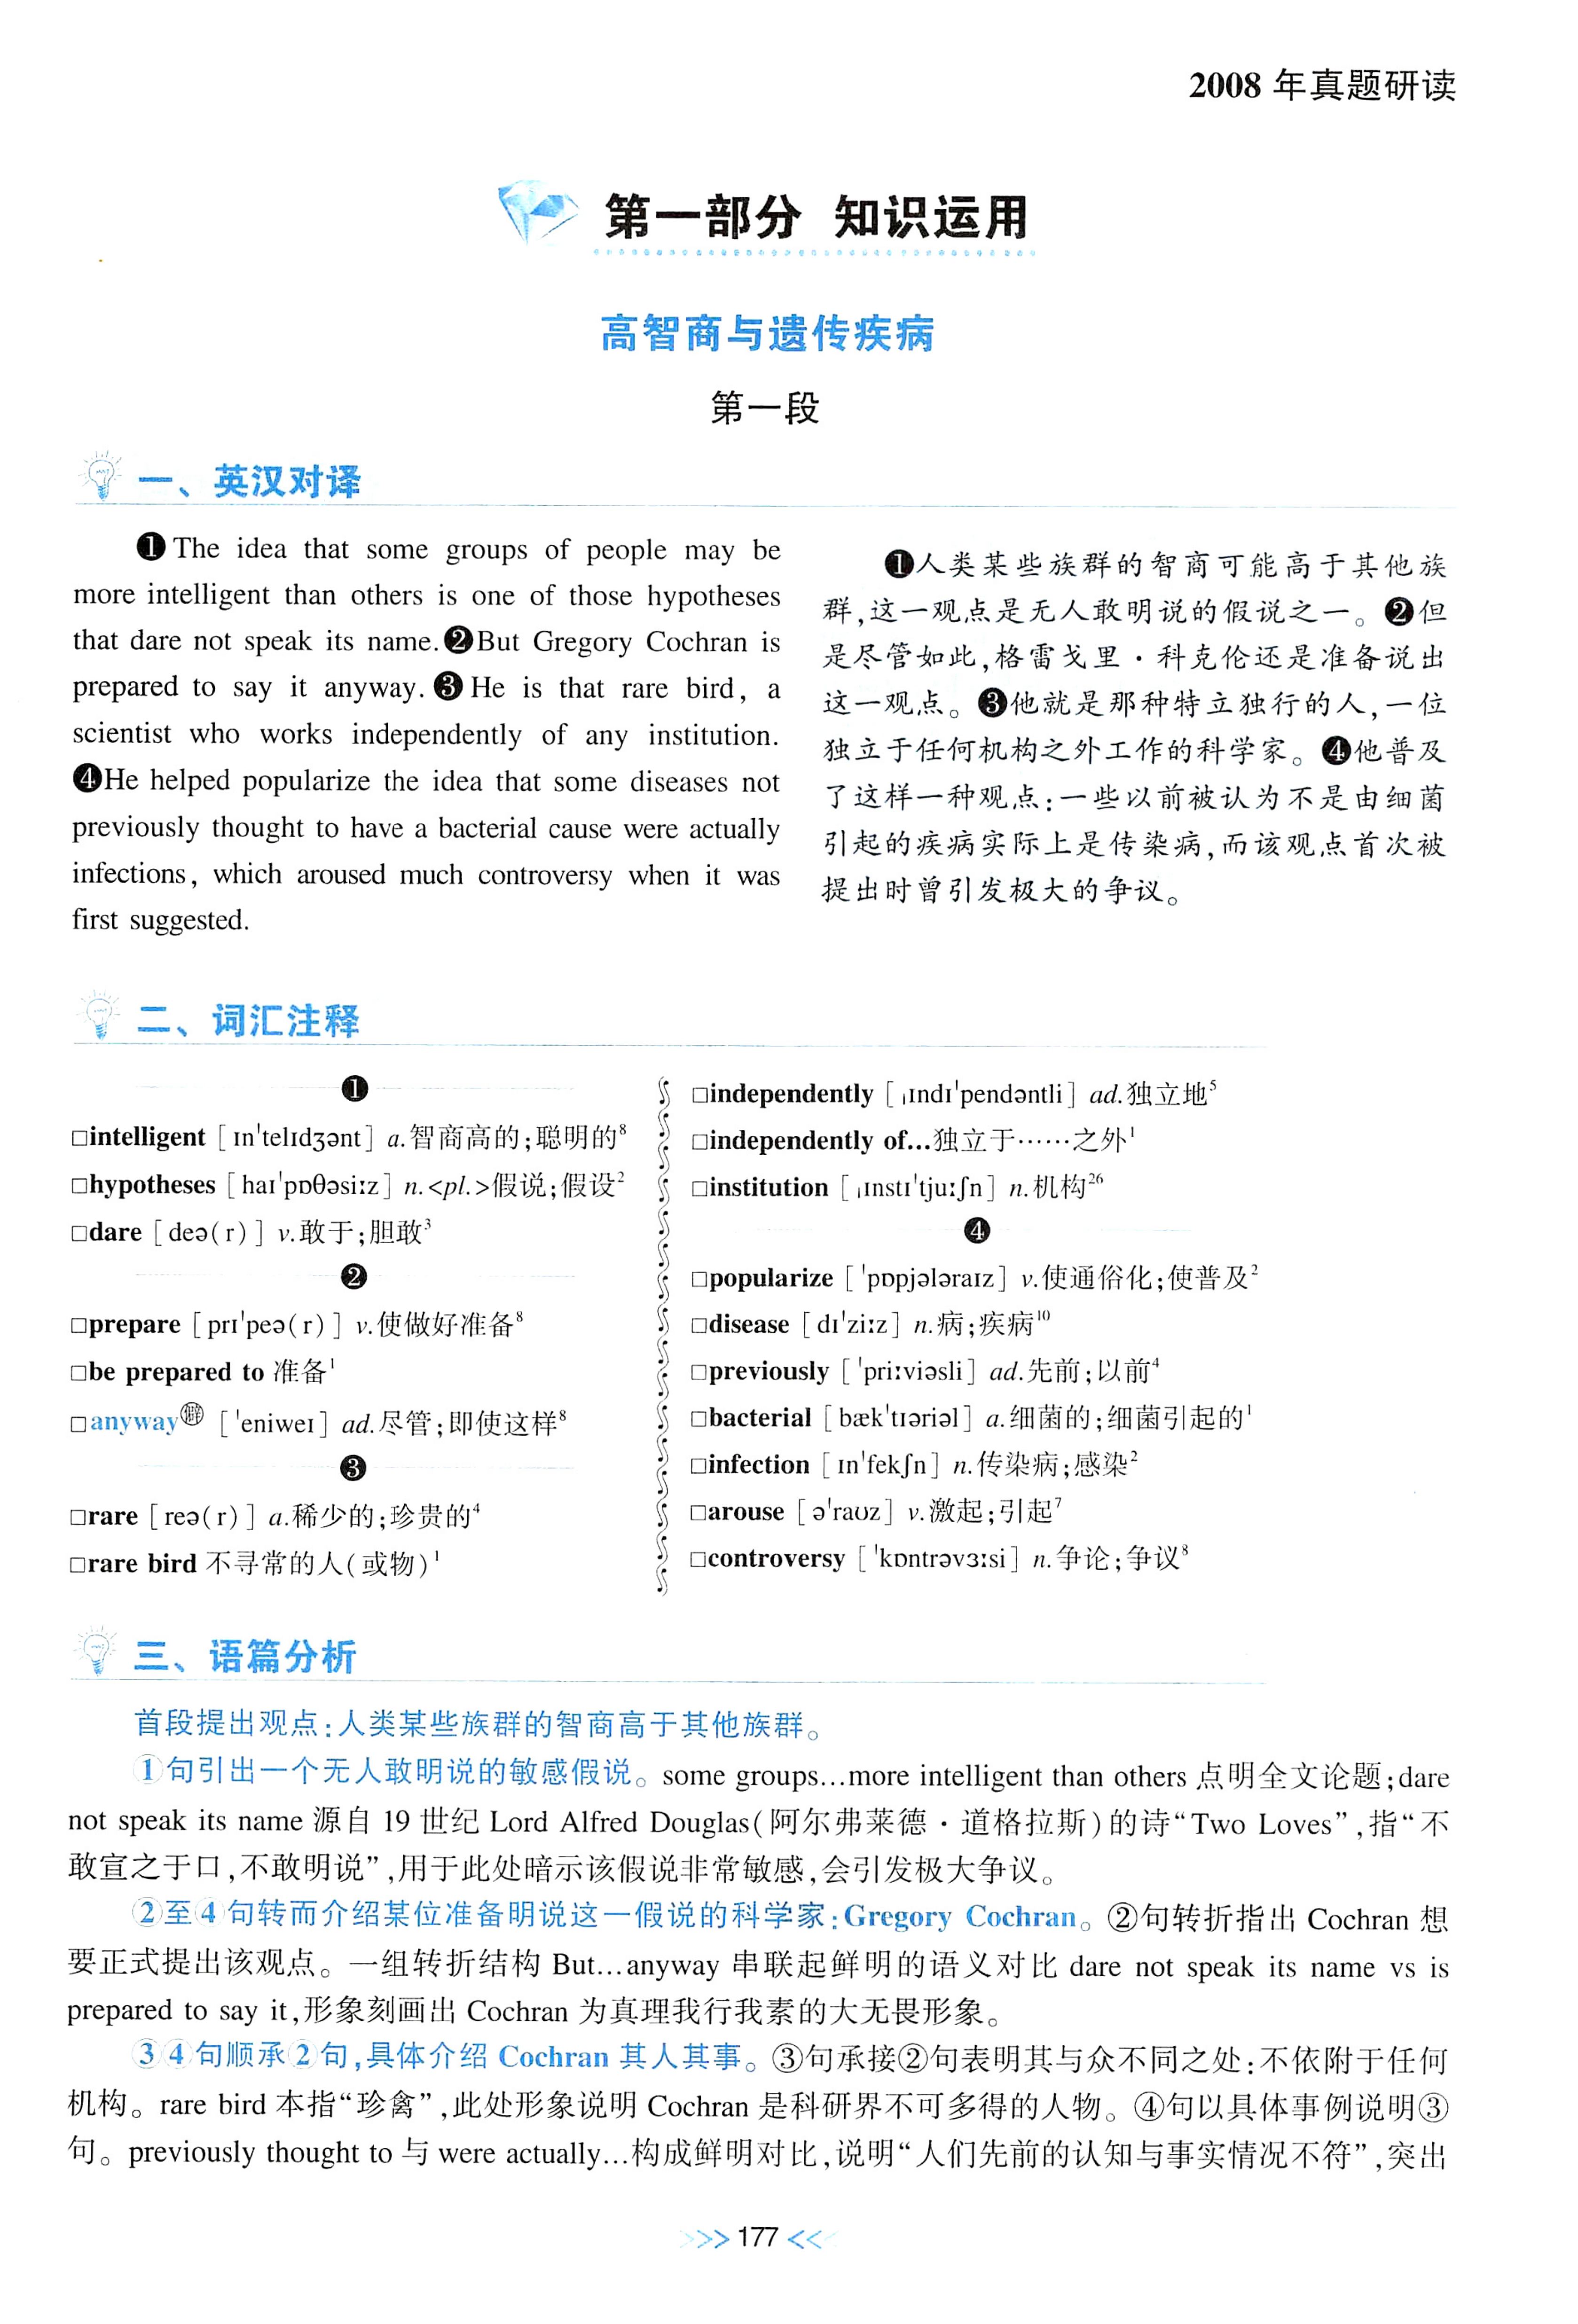 2008 年真题研读
第一部分 知识运用
高智商与遗传疾病
第一段
一、英汉对译
❶ The idea that some groups of people may be
more intelligent than others is one of those hypotheses
that dare not speak its name. ❷ But Gregory Cochran is
prepared to say it anyway. ❸ He is that rare bird, a
scientist who works independently of any institution.
❹ He helped popularize the idea that some diseases not
previously thought to have a bacterial cause were actually
infections, which aroused much controversy when it was
first suggested.
❶人类某些族群的智商可能高于其他族
群,这一观点是无人敢明说的假说之一。❷但
是尽管如此,格雷戈里·科克伦还是准备说出
这一观点。❸他就是那种特立独行的人,一位
独立于任何机构之外工作的科学家。❹他普及
了这样一种观点:一些以前被认为不是由细菌
引起的疾病实际上是传染病,而该观点首次被
提出时曾引发极大的争议。
二、词汇注释
❶
□intelligent [ɪnˈtelɪdʒənt] a.智商高的;聪明的⁸
□hypotheses [haɪˈpɒθəsiːz] n.<pl.>假说;假设²
□dare [deə(r)] v.敢于;胆敢³
❷
□prepare [prɪˈpeə(r)] v.使做好准备⁸
□be prepared to 准备¹
□anyway㊙ [ˈeniweɪ] ad.尽管;即使这样⁸
❸
□rare [reə(r)] a.稀少的;珍贵的⁴
□rare bird 不寻常的人(或物)¹
□independently [ˌɪndɪˈpendəntli] ad.独立地⁵
□independently of…独立于……之外¹
□institution [ˌɪnstɪˈtjuːʃn] n.机构²⁶
❹
□popularize [ˈpɒpjələraɪz] v.使通俗化;使普及²
□disease [dɪˈziːz] n.病;疾病¹⁰
□previously [ˈpriːviəsli] ad.先前;以前⁴
□bacterial [bækˈtɪəriəl] a.细菌的;细菌引起的¹
□infection [ɪnˈfekʃn] n.传染病;感染²
□arouse [əˈraʊz] v.激起;引起⁷
□controversy [ˈkɒntrəvɜːsi] n.争论;争议⁸
三、语篇分析
首段提出观点:人类某些族群的智商高于其他族群。
①句引出一个无人敢明说的敏感假说。some groups…more intelligent than others 点明全文论题;dare
not speak its name 源自 19 世纪 Lord Alfred Douglas(阿尔弗莱德·道格拉斯)的诗“Two Loves”,指“不
敢宣之于口,不敢明说”,用于此处暗示该假说非常敏感,会引发极大争议。
②至④句转而介绍某位准备明说这一假说的科学家:Gregory Cochran。②句转折指出 Cochran 想
要正式提出该观点。一组转折结构 But…anyway 串联起鲜明的语义对比 dare not speak its name vs is
prepared to say it,形象刻画出 Cochran 为真理我行我素的大无畏形象。
③④句顺承②句,具体介绍 Cochran 其人其事。③句承接②句表明其与众不同之处:不依附于任何
机构。rare bird 本指“珍禽”,此处形象说明 Cochran 是科研界不可多得的人物。④句以具体事例说明③
句。previously thought to 与 were actually…构成鲜明对比,说明“人们先前的认知与事实情况不符”,突出
>>> 177 <<<